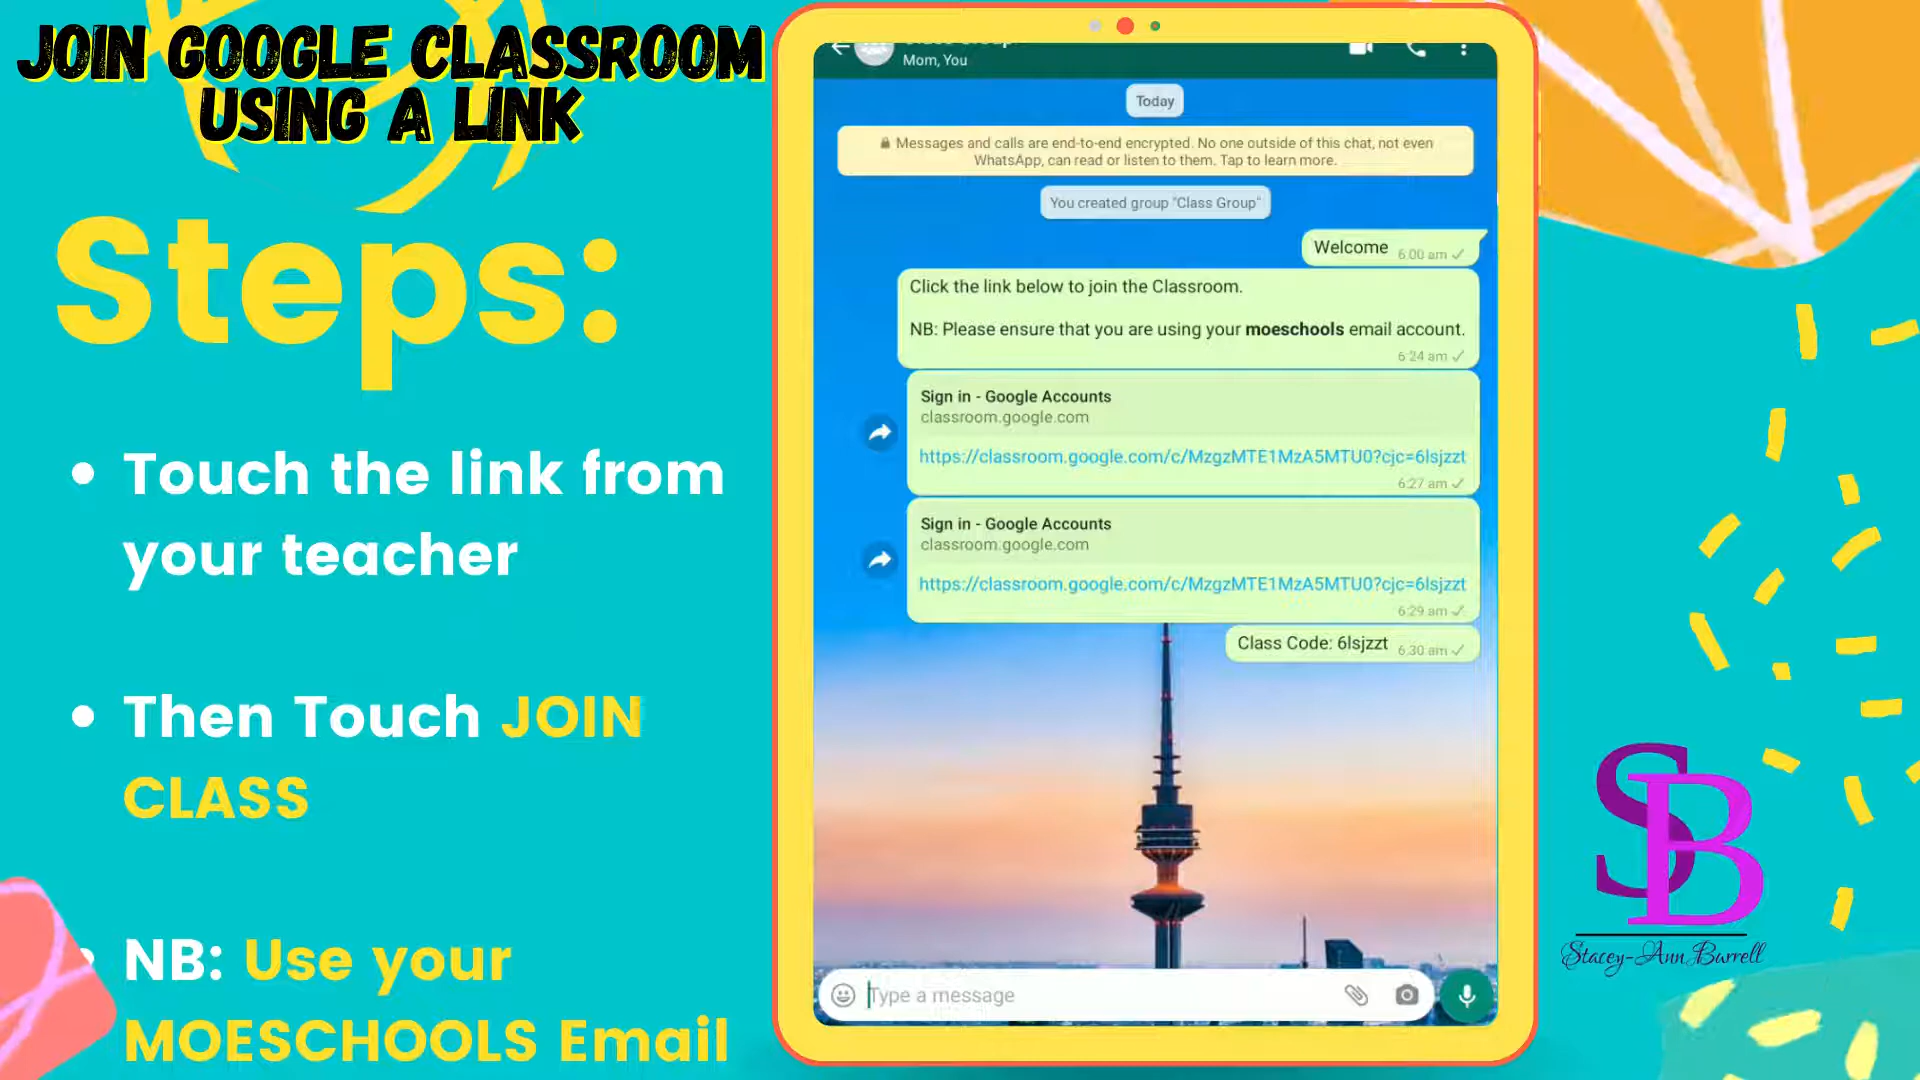 JOIN GOOGLE CLASSROOM
USING A LINK
Steps:
Touch the link from
your teacher
Then Touch JOIN
CLASS
NB: Use your
MOESCHOOLS Email
Mom, You
Today
Messages and calls are end-to-end encrypted. No one outside of this chat, not even
WhatsApp, can read or listen to them. Tap to learn more.
You created group "Class Group"
Welcome 6:00 am
Click the link below to join the Classroom.
NB: Please ensure that you are using your moeschools email account.
6:24 am
Sign in - Google Accounts
classroom.google.com
https://classroom.google.com/c/MzgzMTE1MzA5MTU0?cjc=6lsjzzt
6:27 am
Sign in - Google Accounts
classroom.google.com
https://classroom.google.com/c/MzgzMTE1MzA5MTU0?cjc=6lsjzzt
6:29 am
Class Code: 6lsjzzt 6:30 am
Type a message
SB
Stacey-Ann Burrell